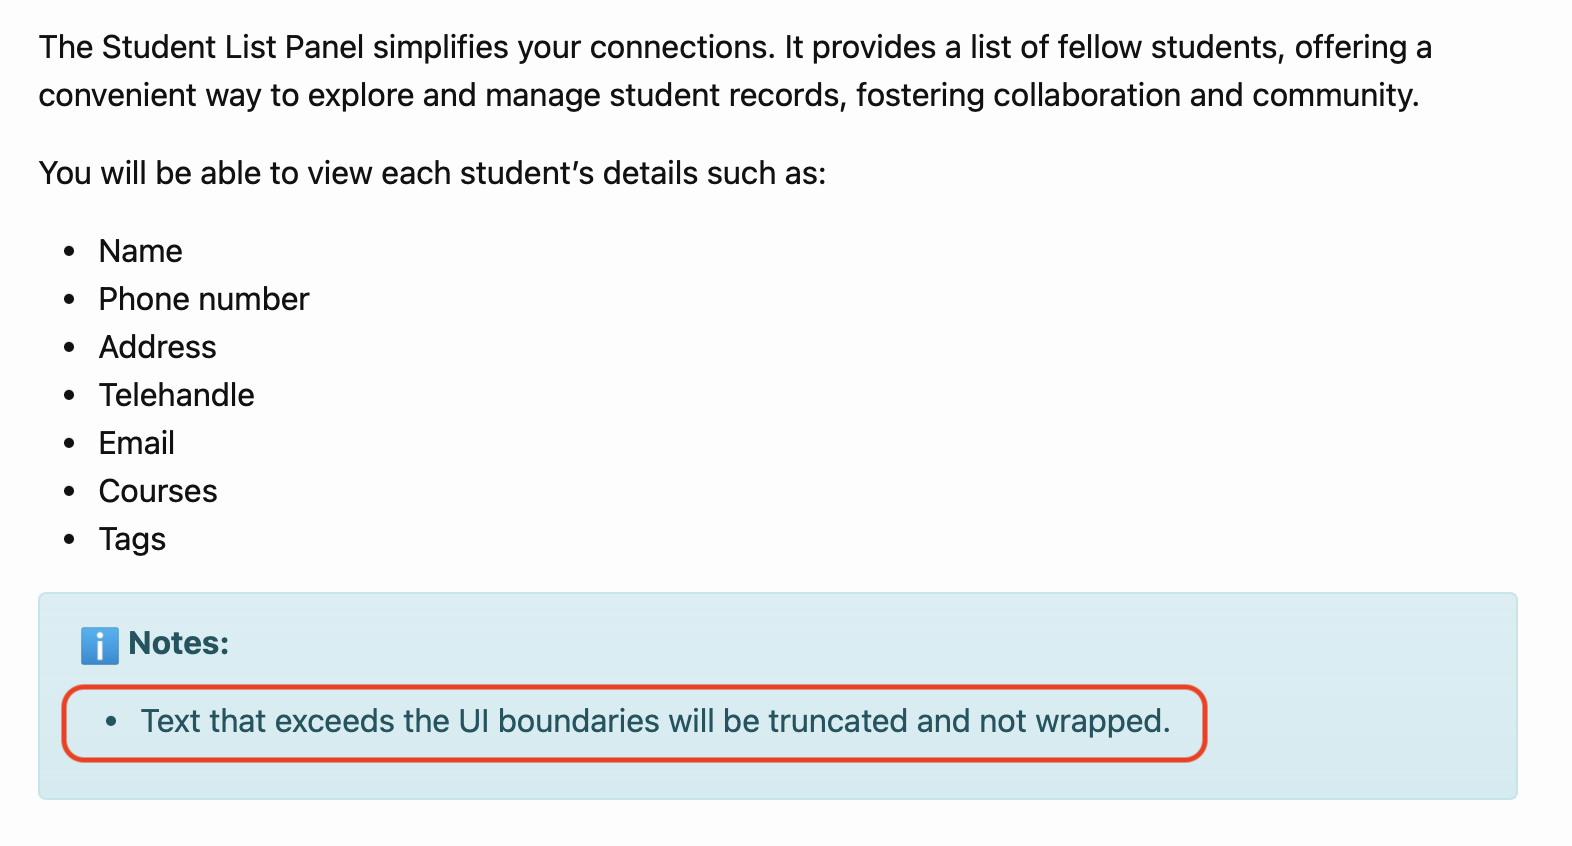 The Student List Panel simplifies your connections. It provides a list of fellow students, offering a
convenient way to explore and manage student records, fostering collaboration and community.
You will be able to view each student’s details such as:
• Name
• Phone number
• Address
• Telehandle
• Email
• Courses
• Tags
ℹ️ Notes:
• Text that exceeds the UI boundaries will be truncated and not wrapped.